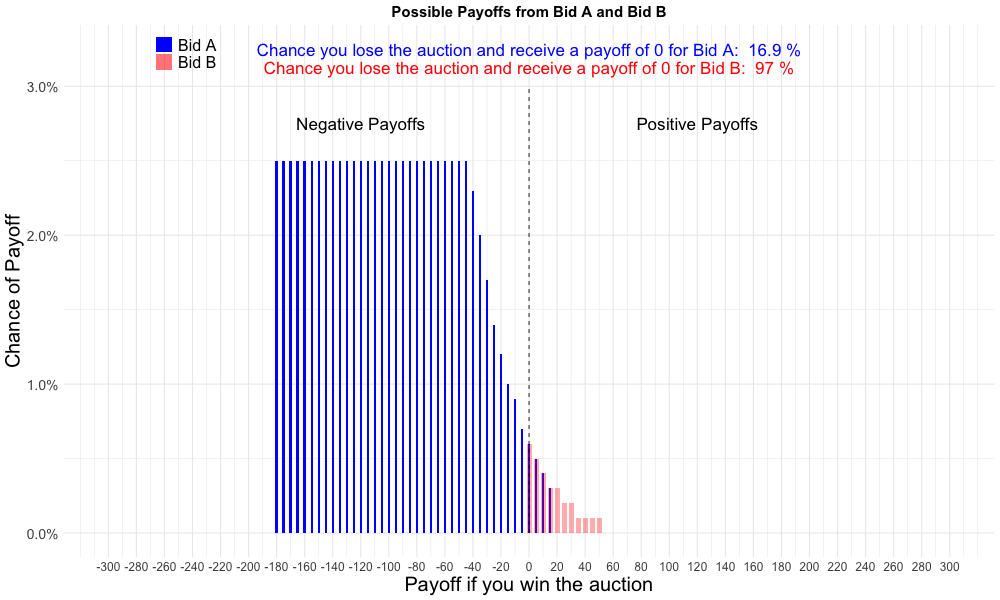 Possible Payoffs from Bid A and Bid B
Bid A
Bid B
Chance you lose the auction and receive a payoff of 0 for Bid A:  16.9 %
Chance you lose the auction and receive a payoff of 0 for Bid B:  97 %
Negative Payoffs
Positive Payoffs
Chance of Payoff
3.0%
2.0%
1.0%
0.0%
-300 -280 -260 -240 -220 -200 -180 -160 -140 -120 -100 -80 -60 -40 -20 0 20 40 60 80 100 120 140 160 180 200 220 240 260 280 300
Payoff if you win the auction